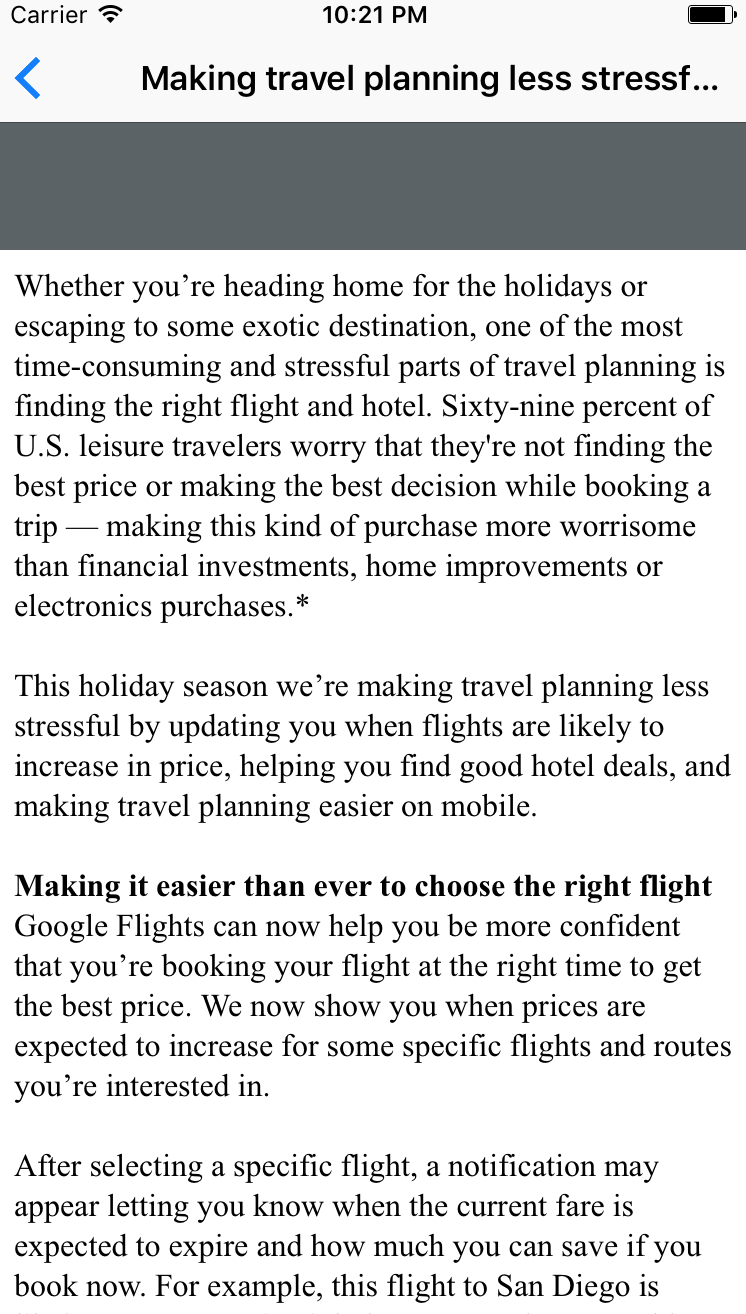 Carrier 10:21 PM
Making travel planning less stressf...
Whether you’re heading home for the holidays or
escaping to some exotic destination, one of the most
time-consuming and stressful parts of travel planning is
finding the right flight and hotel. Sixty-nine percent of
U.S. leisure travelers worry that they're not finding the
best price or making the best decision while booking a
trip — making this kind of purchase more worrisome
than financial investments, home improvements or
electronics purchases.*
This holiday season we’re making travel planning less
stressful by updating you when flights are likely to
increase in price, helping you find good hotel deals, and
making travel planning easier on mobile.
Making it easier than ever to choose the right flight
Google Flights can now help you be more confident
that you’re booking your flight at the right time to get
the best price. We now show you when prices are
expected to increase for some specific flights and routes
you’re interested in.
After selecting a specific flight, a notification may
appear letting you know when the current fare is
expected to expire and how much you can save if you
book now. For example, this flight to San Diego is